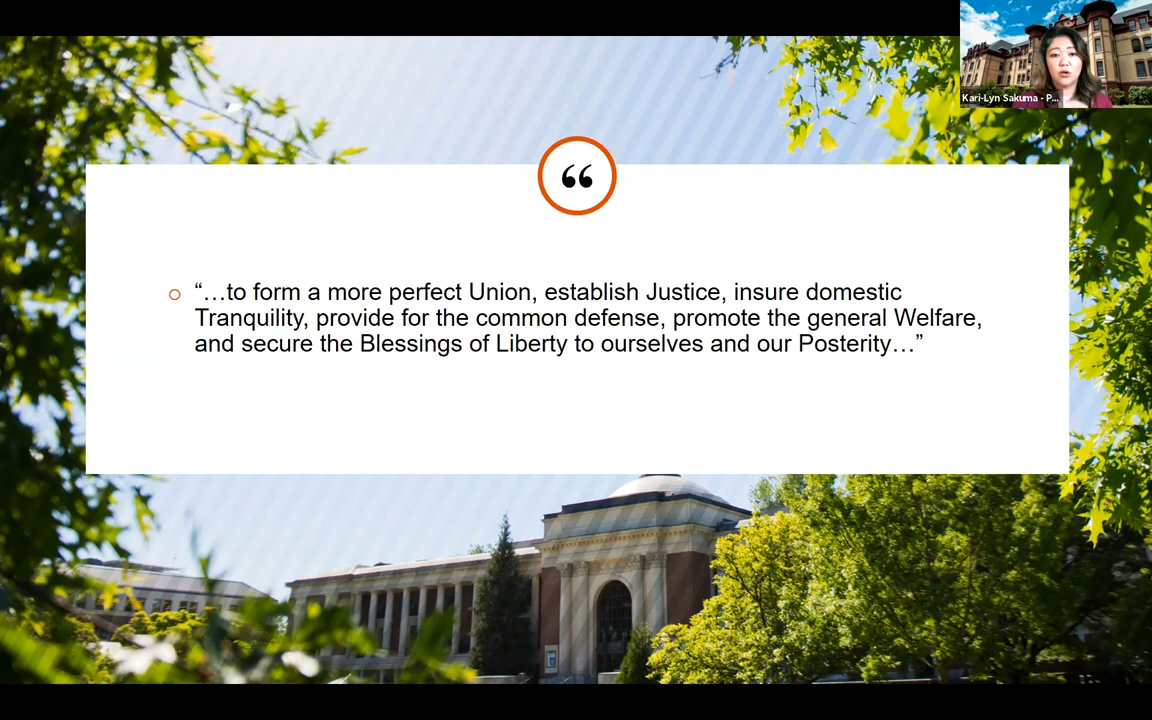 Kari-Lyn Sakuma - P...
“
“…to form a more perfect Union, establish Justice, insure domestic
Tranquility, provide for the common defense, promote the general Welfare,
and secure the Blessings of Liberty to ourselves and our Posterity…”